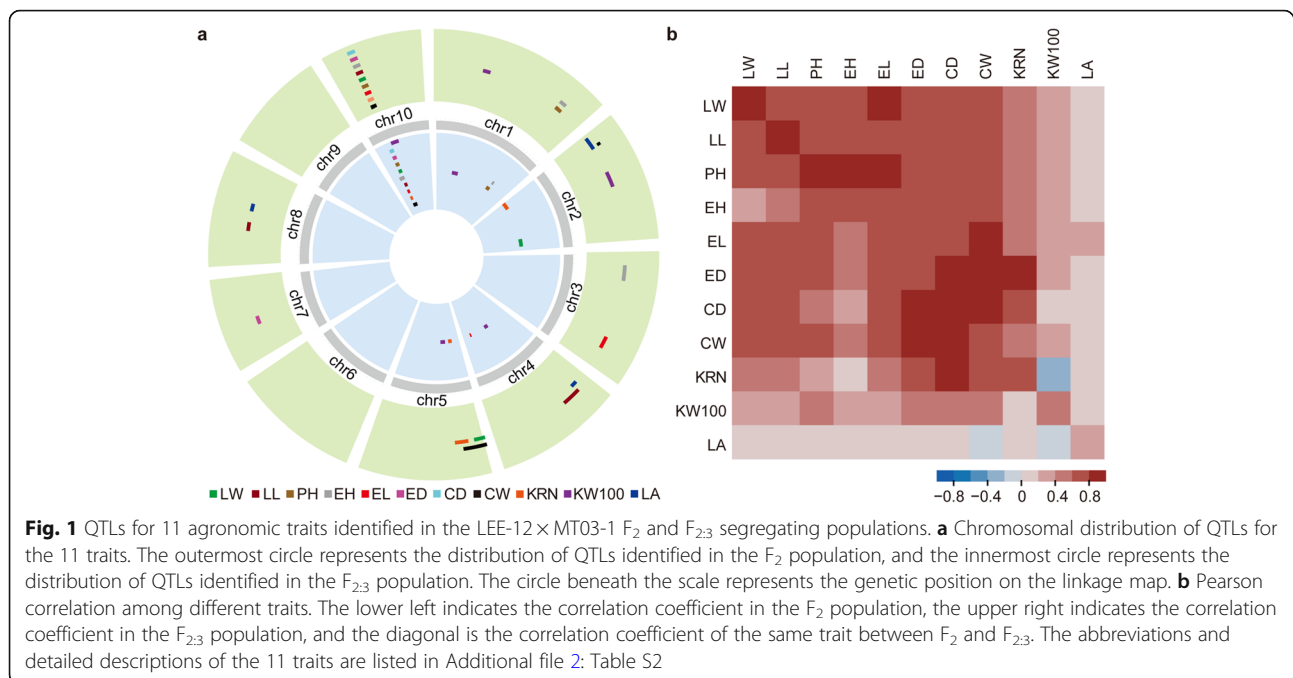 a
b
chr1
chr2
chr3
chr4
chr5
chr6
chr7
chr8
chr9
chr10
LW LL PH EH EL ED CD CW KRN KW100 LA
LW LL PH EH EL ED CD CW KRN KW100 LA
LW
LL
PH
EH
EL
ED
CD
CW
KRN
KW100
LA
−0.8 −0.4 0 0.4 0.8
Fig. 1 QTLs for 11 agronomic traits identified in the LEE-12 × MT03-1 F2 and F2:3 segregating populations. a Chromosomal distribution of QTLs for
the 11 traits. The outermost circle represents the distribution of QTLs identified in the F2 population, and the innermost circle represents the
distribution of QTLs identified in the F2:3 population. The circle beneath the scale represents the genetic position on the linkage map. b Pearson
correlation among different traits. The lower left indicates the correlation coefficient in the F2 population, the upper right indicates the correlation
coefficient in the F2:3 population, and the diagonal is the correlation coefficient of the same trait between F2 and F2:3. The abbreviations and
detailed descriptions of the 11 traits are listed in Additional file 2: Table S2